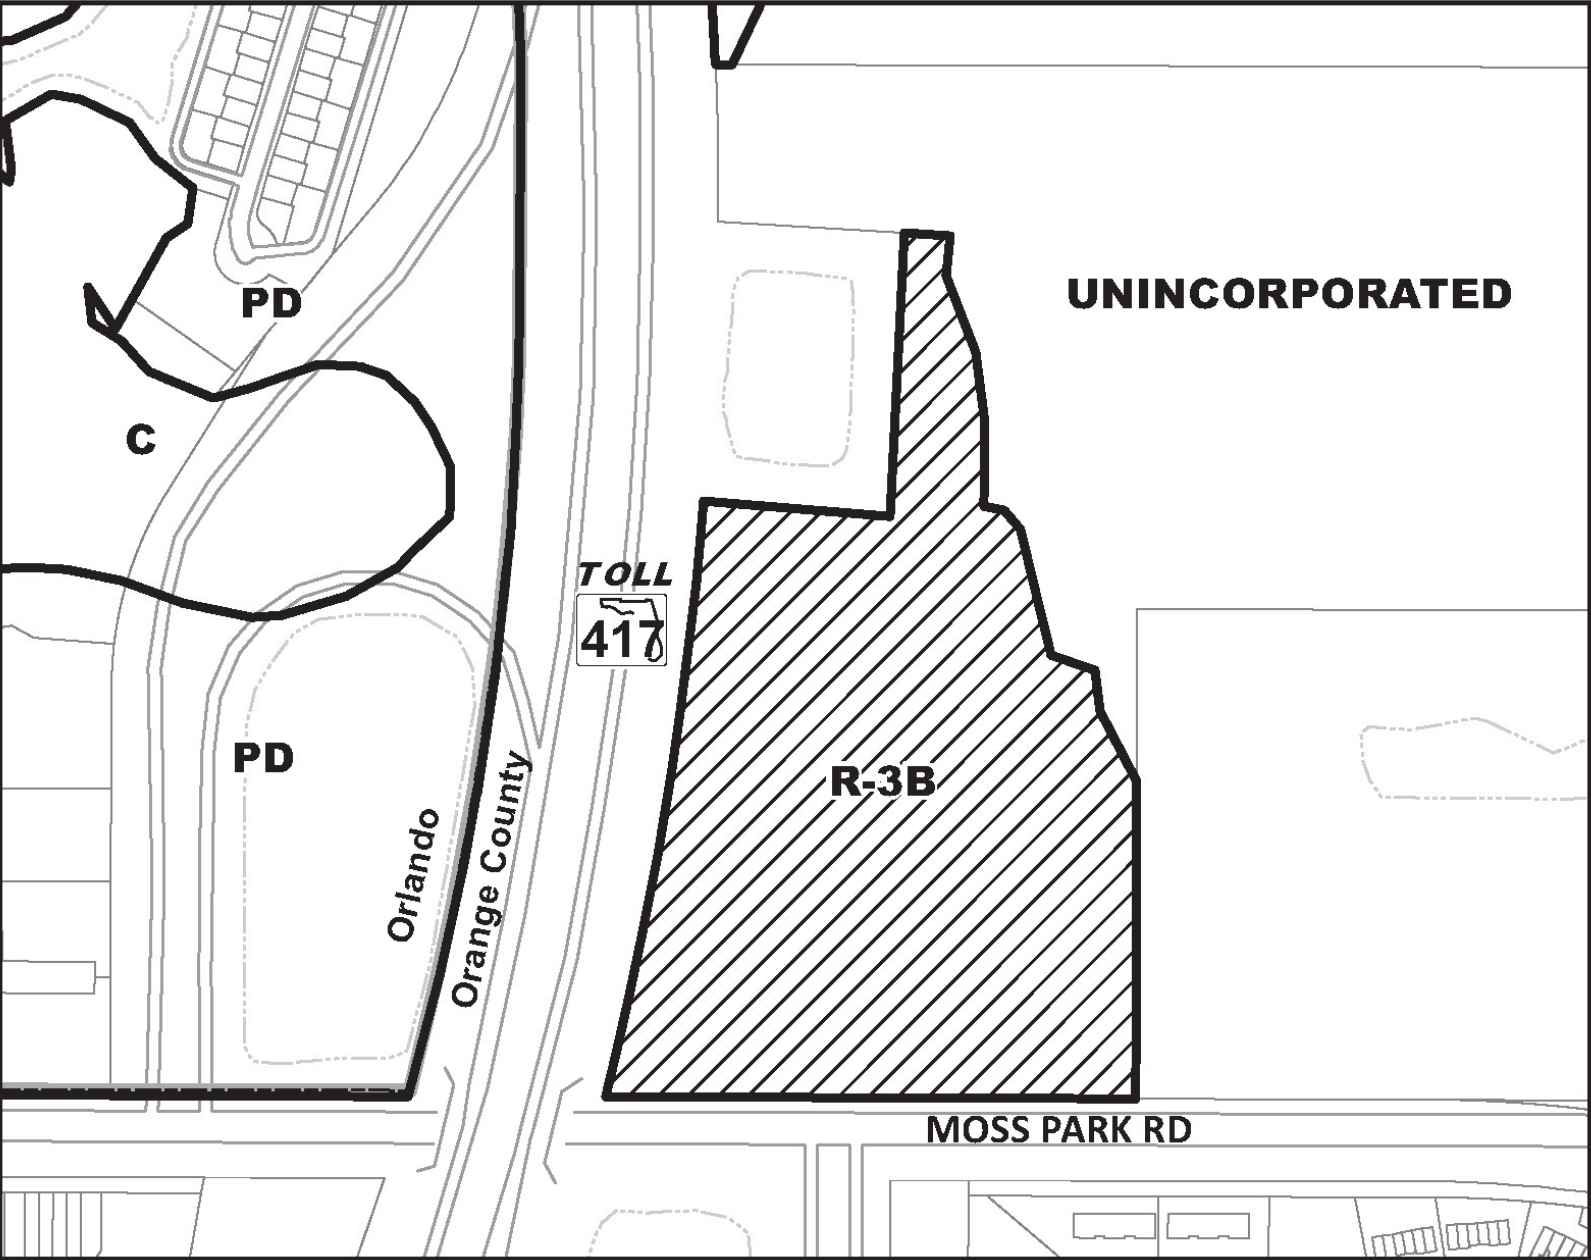 UNINCORPORATED
PD
C
TOLL
417
PD
R-3B
Orlando
Orange County
MOSS PARK RD